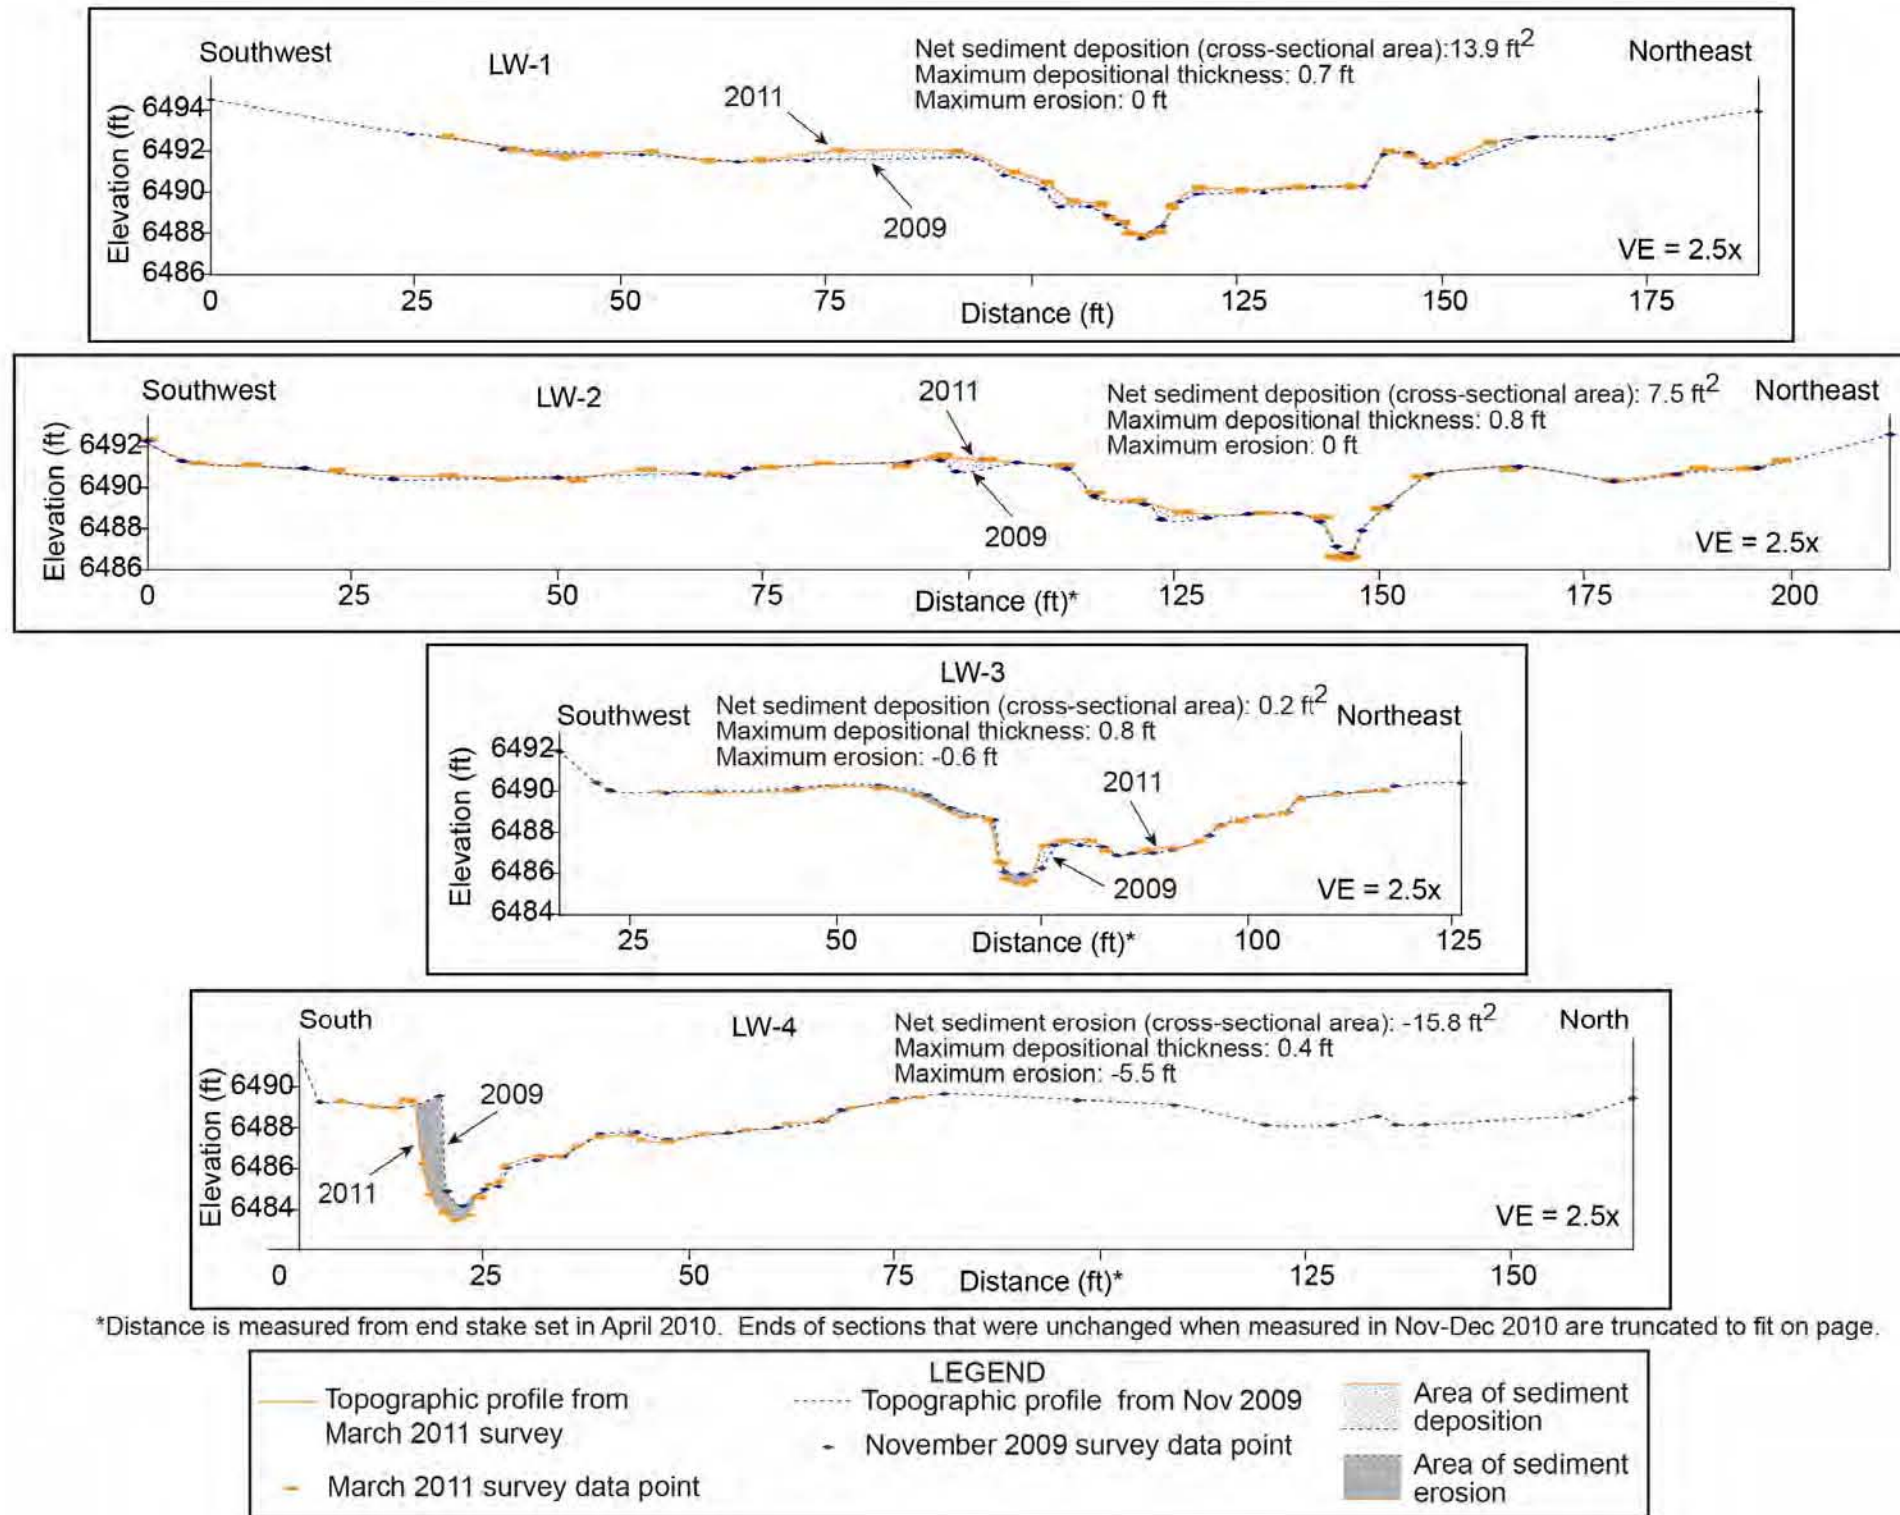 Southwest
LW-1
Net sediment deposition (cross-sectional area):13.9 ft2
Maximum depositional thickness: 0.7 ft
Maximum erosion: 0 ft
Northeast
2011
2009
Elevation (ft)
6494
6492
6490
6488
6486
VE = 2.5x
0 25 50 75 125 150 175
Distance (ft)
Southwest
LW-2
2011
Net sediment deposition (cross-sectional area): 7.5 ft2
Maximum depositional thickness: 0.8 ft
Maximum erosion: 0 ft
Northeast
2009
Elevation (ft)
6492
6490
6488
6486
VE = 2.5x
0 25 50 75 Distance (ft)* 125 150 175 200
LW-3
Southwest
Net sediment deposition (cross-sectional area): 0.2 ft2
Maximum depositional thickness: 0.8 ft
Maximum erosion: -0.6 ft
Northeast
2011
2009
Elevation (ft)
6492
6490
6488
6486
6484
VE = 2.5x
25 50 Distance (ft)* 100 125
South
LW-4
Net sediment erosion (cross-sectional area): -15.8 ft2
Maximum depositional thickness: 0.4 ft
Maximum erosion: -5.5 ft
North
2009
2011
Elevation (ft)
6490
6488
6486
6484
VE = 2.5x
0 25 50 75 Distance (ft)* 125 150
*Distance is measured from end stake set in April 2010. Ends of sections that were unchanged when measured in Nov-Dec 2010 are truncated to fit on page.
LEGEND
Topographic profile from
March 2011 survey
March 2011 survey data point
Topographic profile from Nov 2009
November 2009 survey data point
Area of sediment
deposition
Area of sediment
erosion